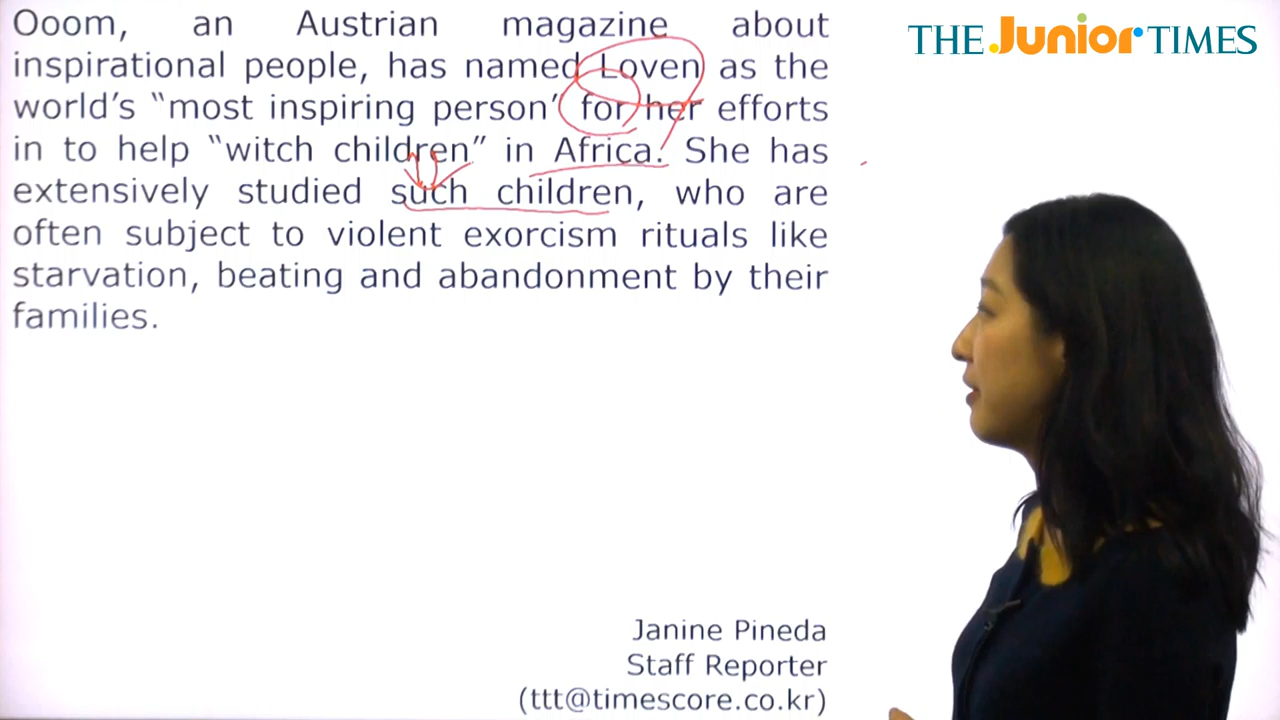 Ooom, an Austrian magazine about
inspirational people, has named Loven as the
world's "most inspiring person" for her efforts
in to help "witch children" in Africa. She has
extensively studied such children, who are
often subject to violent exorcism rituals like
starvation, beating and abandonment by their
families.
THE Junior TIMES
Janine Pineda
Staff Reporter
(ttt@timescore.co.kr)